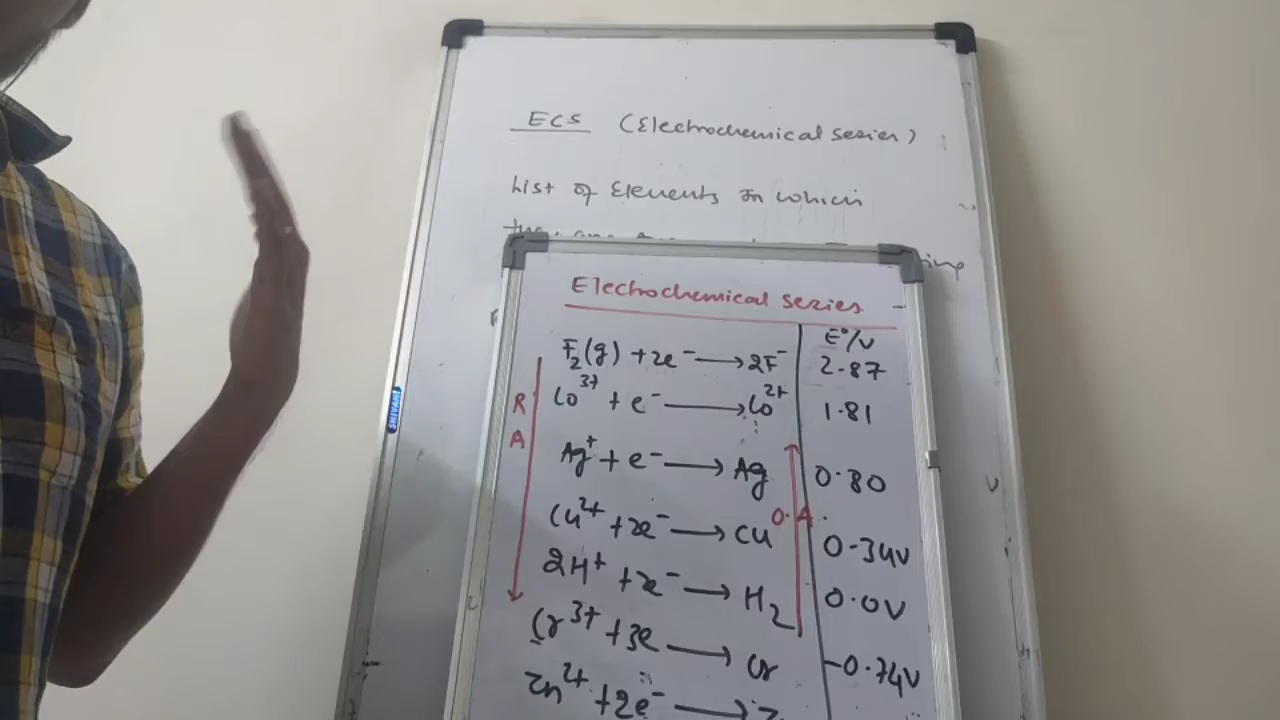 ECS (Electrochemical series)
List of Elements in which
Electrochemical series
E°/V
F₂(g) + 2e⁻ → 2F⁻ 2.87
Co³⁺ + e⁻ → Co²⁺ 1.81
R
A
Ag⁺ + e⁻ → Ag 0.80
O.A.
Cu²⁺ + 2e⁻ → Cu 0.34V
2H⁺ + 2e⁻ → H₂ 0.0V
Cr³⁺ + 3e → Cr -0.74V
Zn²⁺ + 2e⁻ →
SHIVANI